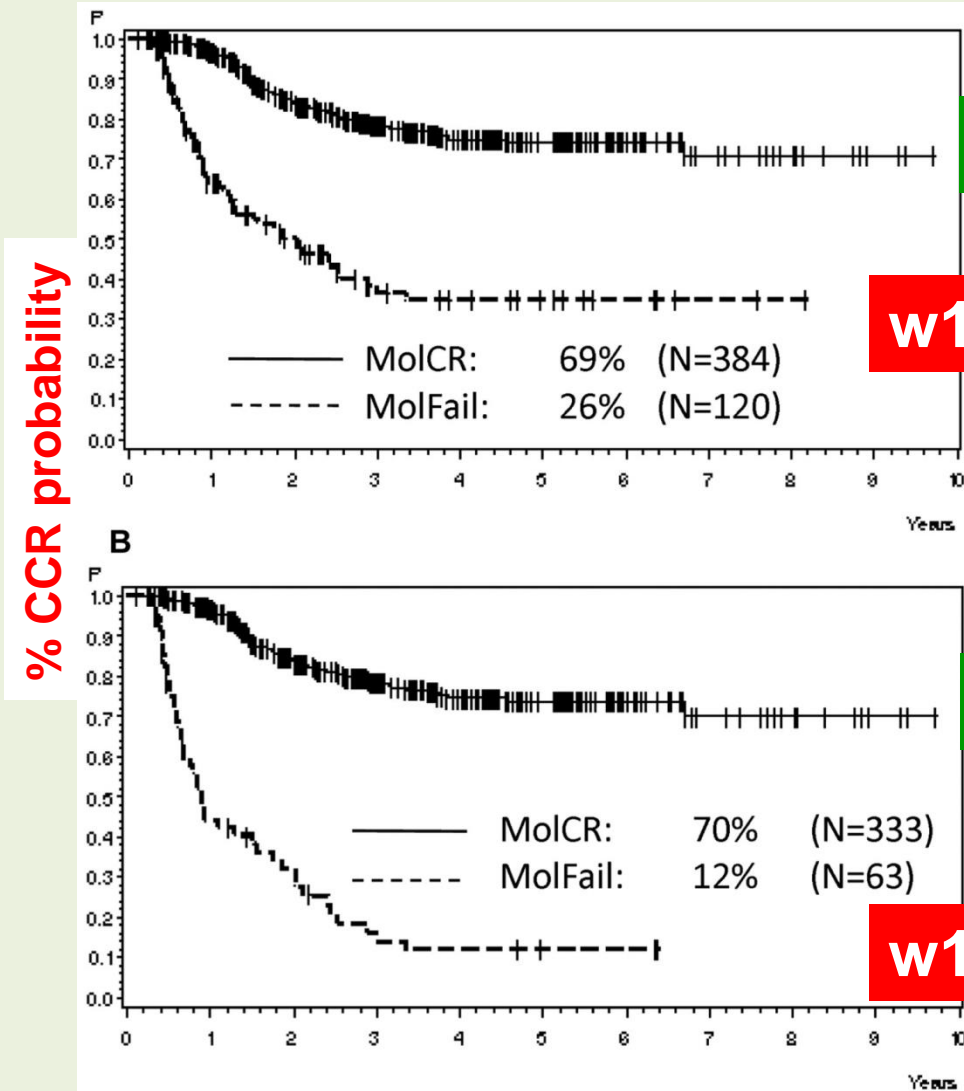 % CCR probability
P
1.0
0.9
0.8
0.7
0.6
0.5
0.4
0.3
0.2
0.1
0.0
MolCR: 69% (N=384)
MolFail: 26% (N=120)
w1
0 1 2 3 4 5 6 7 8 9 10
Years
B
P
1.0
0.9
0.8
0.7
0.6
0.5
0.4
0.3
0.2
0.1
0.0
MolCR: 70% (N=333)
MolFail: 12% (N=63)
w1
0 1 2 3 4 5 6 7 8 9 10
Years